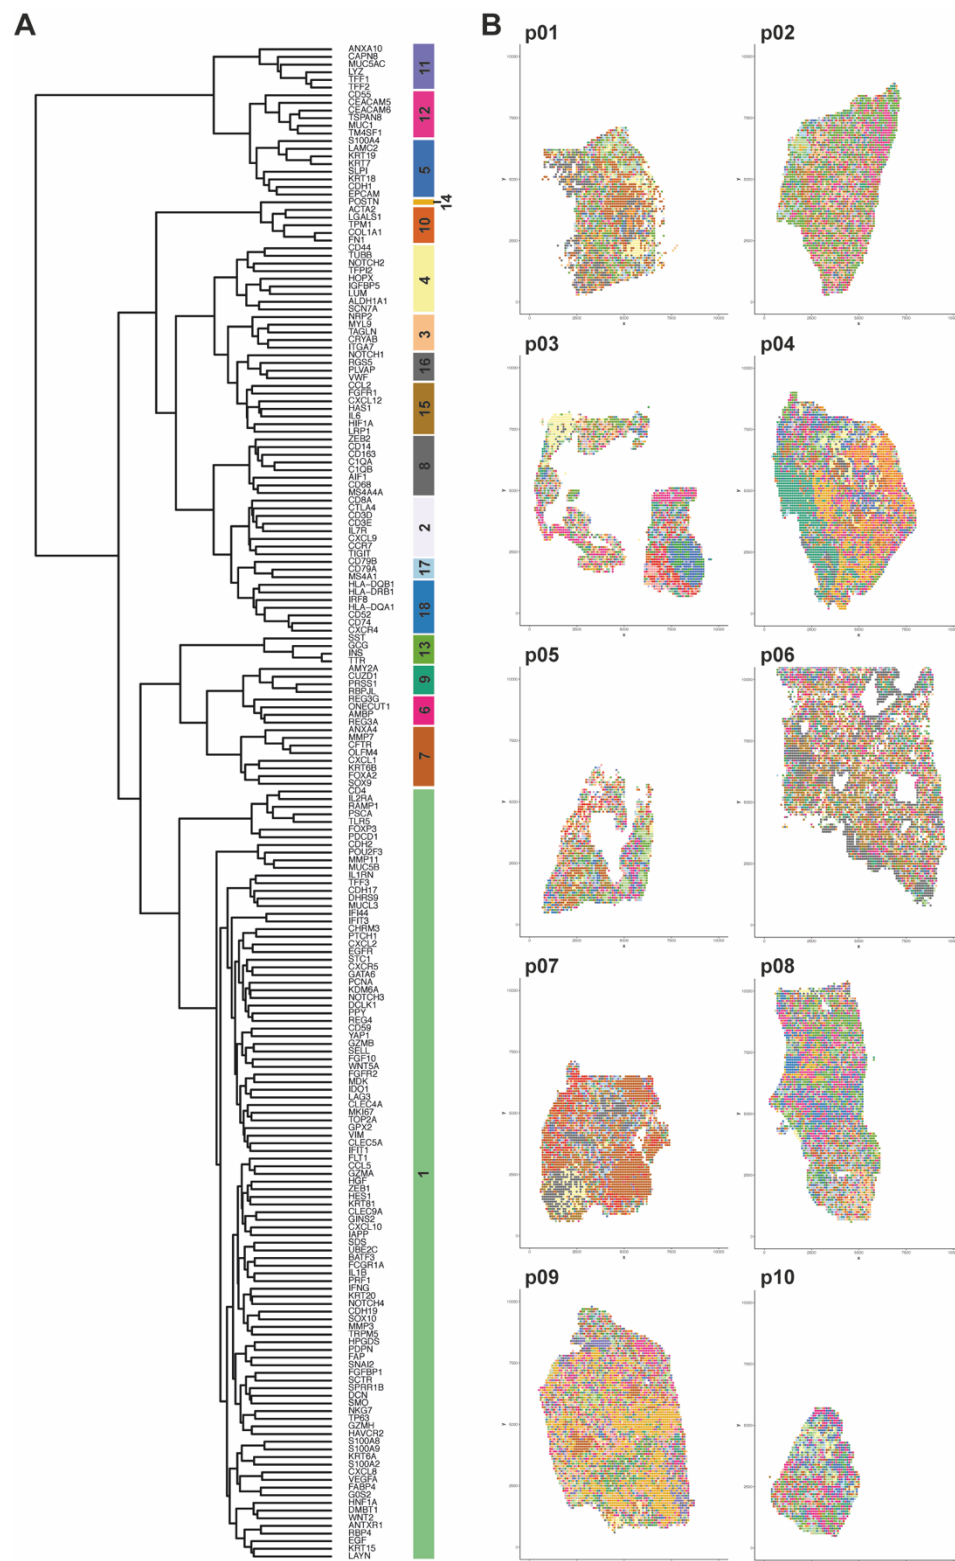 A
ANXA10
CAPN8
MUC5AC
LYZ
TFF1
TFF2
CD55
CEACAM5
CEACAM6
TSPAN8
MUC1
TM4SF1
S100A4
LAMC2
KRT19
KRT7
SLPI
KRT18
CDH1
EPCAM
POSTN
ACTA2
LGALS1
TPM1
COL1A1
FN1
CD44
TUBB
NOTCH2
TFPI2
HOPX
IGFBP5
LUM
ALDH1A1
SCN7A
NRP2
MYL9
TAGLN
CRYAB
ITGA7
NOTCH1
RGS5
PLVAP
VWF
CCL2
FGFR1
CXCL12
HAS1
IL6
HIF1A
LRP1
ZEB2
CD14
CD163
C1QA
C1QB
AIF1
CD68
MS4A4A
CD8A
CTLA4
CD3D
CD3E
IL7R
CXCL9
CCR7
TIGIT
CD79B
CD79A
MS4A1
HLA-DQB1
HLA-DRB1
IRF8
HLA-DQA1
CD52
CD74
CXCR4
SST
GCG
INS
TTR
AMY2A
CUZD1
PRSS1
RBPJL
REG3G
ONECUT1
AMBP
REG3A
ANXA4
MMP7
CFTR
OLFM4
CXCL1
KRT6B
FOXA2
SOX9
CD4
IL2RA
RAMP1
PSCA
TLR5
FOXP3
PDCD1
CDH2
POU2F3
MMP11
MUC5B
IL1RN
TFF3
CDH17
DHRS9
MUCL3
IFI44
IFIT3
CHRM3
PTCH1
CXCL2
EGFR
STC1
CXCR5
GATA6
PCNA
KDM6A
NOTCH3
DCLK1
PPY
REG4
CD59
YAP1
GZMB
SELL
FGF10
WNT5A
FGFR2
MDK
IDO1
LAG3
CLEC4A
MKI67
TOP2A
GPX2
VIM
CLEC5A
IFIT1
FLT1
CCL5
GZMA
HGF
ZEB1
HES1
KRT81
CLEC9A
GINS2
CXCL10
IAPP
SDS
UBE2C
BATF3
FCGR1A
IL1B
PRF1
IFNG
KRT20
NOTCH4
CDH19
SOX10
MMP3
TRPM5
HPGDS
PDPN
FAP
SNAI2
FGFBP1
SCTR
SPRR1B
DCN
SMO
NKG7
TP63
GZMH
HAVCR2
S100A8
S100A9
KRT6A
S100A2
CXCL8
VEGFA
FABP4
G0S2
HNF1A
DMBT1
WNT2
ANTXR1
RBP4
EGF
KRT15
LAYN
11
12
5
14
10
4
3
16
15
8
2
17
18
13
9
6
7
1
B
p01
p02
p03
p04
p05
p06
p07
p08
p09
p10